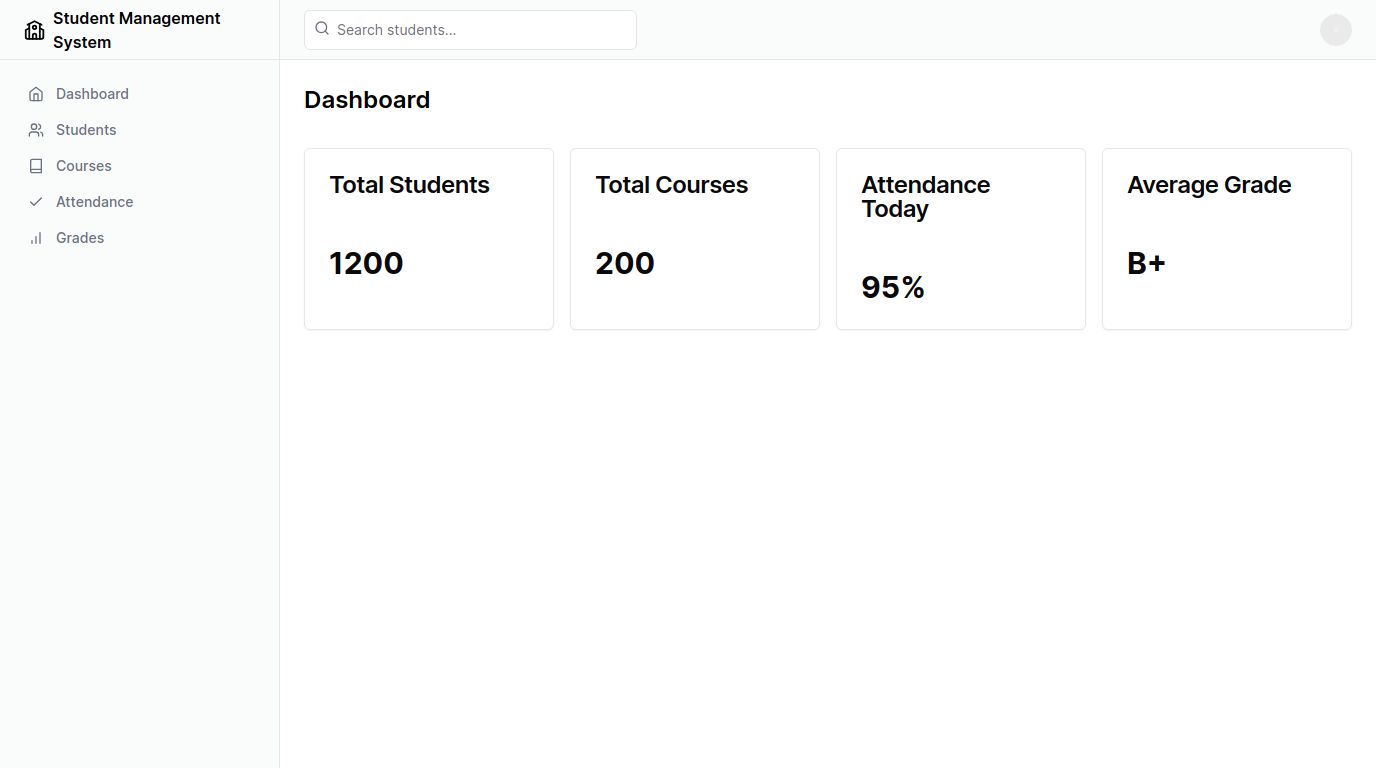 Student Management
System
Search students...
Dashboard
Students
Courses
Attendance
Grades
Dashboard
Total Students
1200
Total Courses
200
Attendance
Today
95%
Average Grade
B+